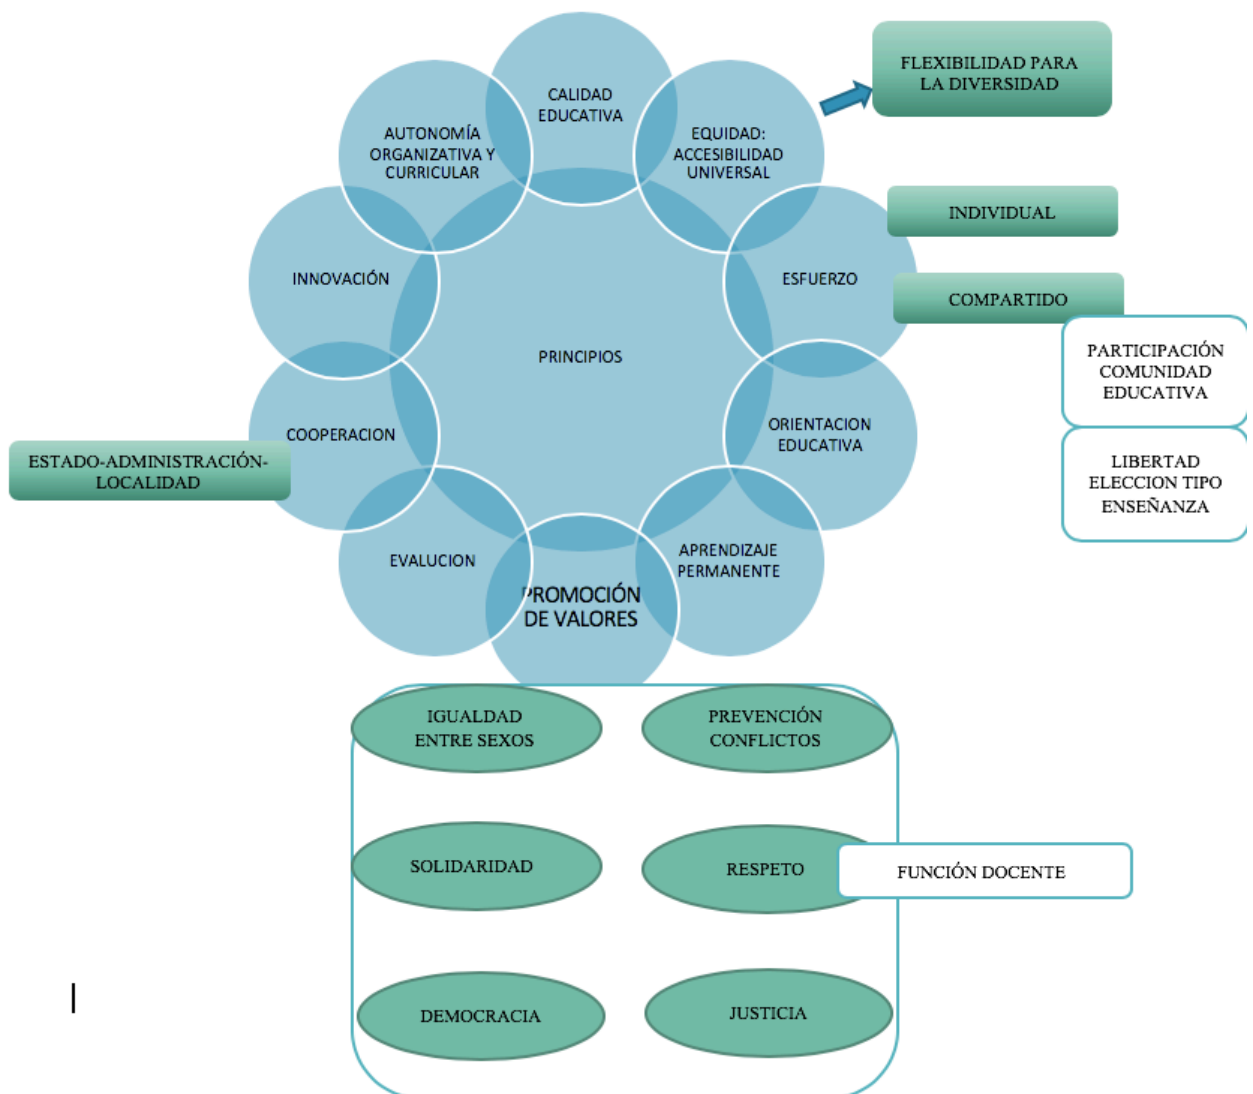 CALIDAD
EDUCATIVA
FLEXIBILIDAD PARA
LA DIVERSIDAD
EQUIDAD:
ACCESIBILIDAD
UNIVERSAL
AUTONOMÍA
ORGANIZATIVA Y
CURRICULAR
INDIVIDUAL
ESFUERZO
COMPARTIDO
INNOVACIÓN
PRINCIPIOS
PARTICIPACIÓN
COMUNIDAD
EDUCATIVA
ORIENTACION
EDUCATIVA
LIBERTAD
ELECCION TIPO
ENSEÑANZA
COOPERACION
ESTADO-ADMINISTRACIÓN-
LOCALIDAD
EVALUCION
APRENDIZAJE
PERMANENTE
PROMOCIÓN
DE VALORES
IGUALDAD
ENTRE SEXOS
PREVENCIÓN
CONFLICTOS
SOLIDARIDAD
RESPETO
FUNCIÓN DOCENTE
DEMOCRACIA
JUSTICIA